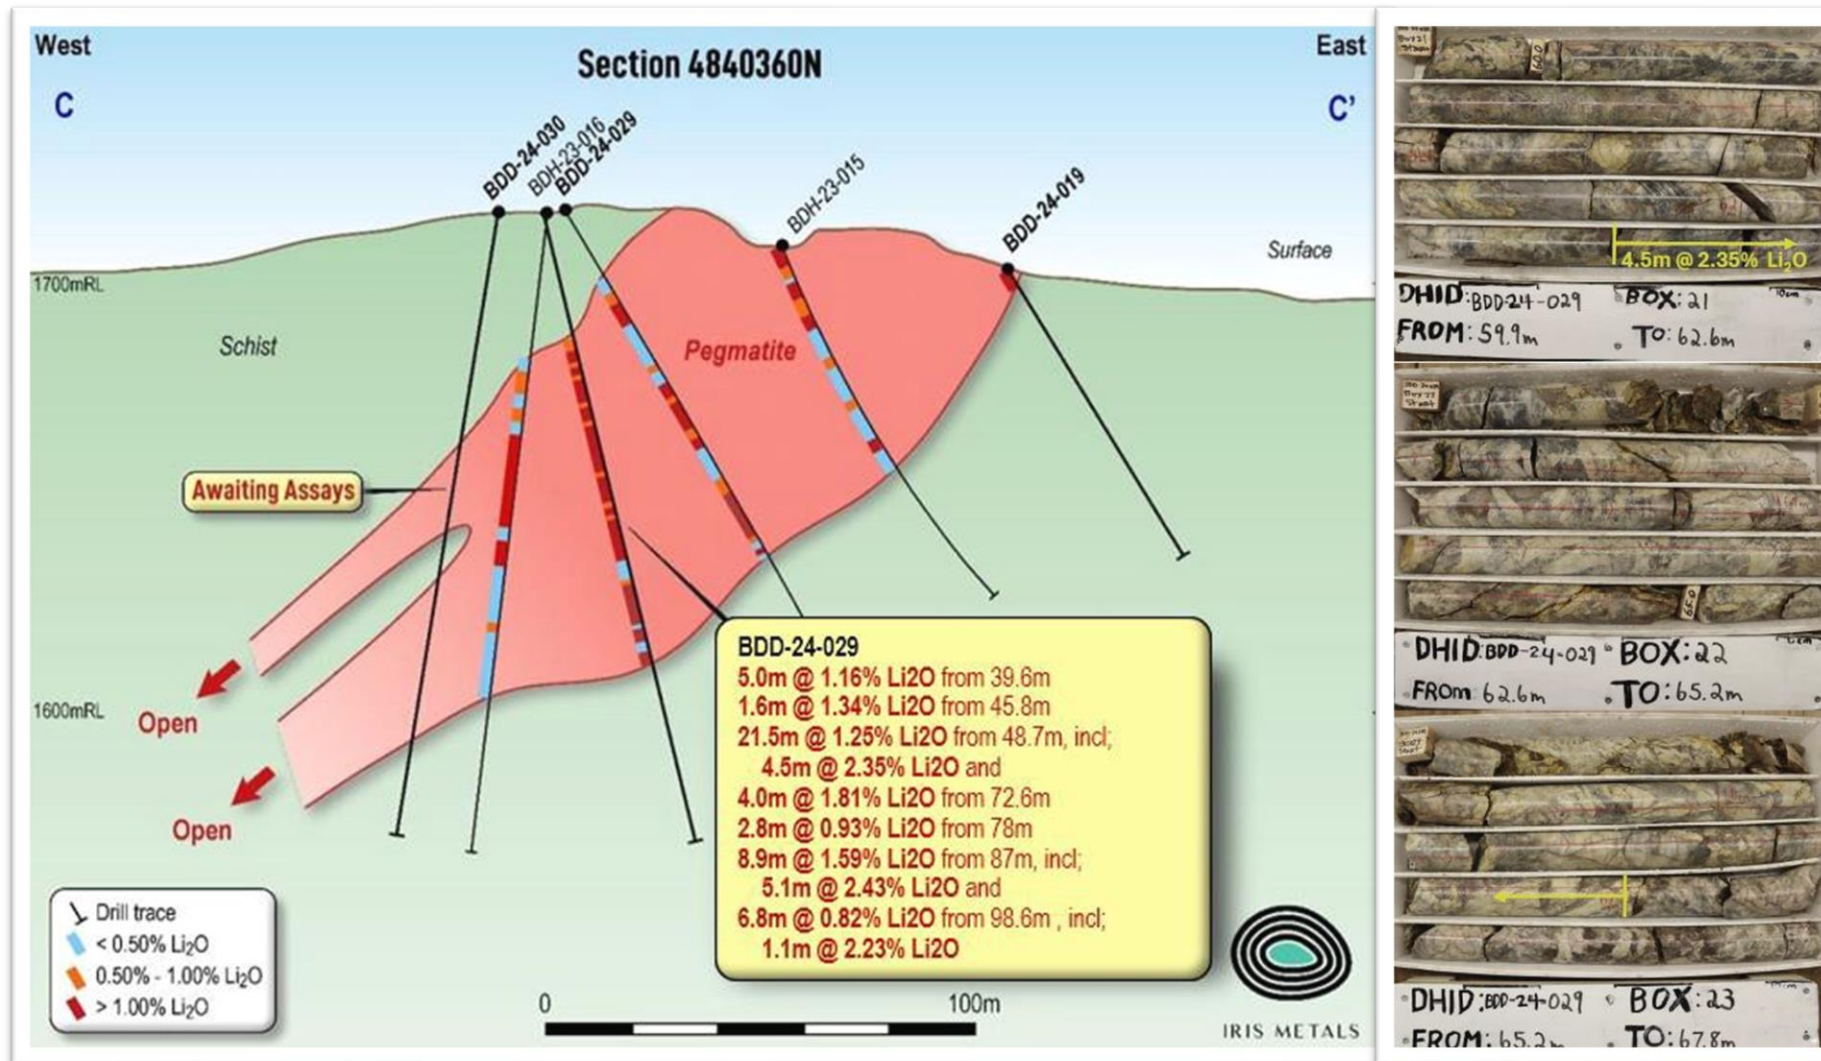 West
East
Section 4840360N
C
C'
BDD-24-030
BDH-23-016
BDD-24-029
BDH-23-015
BDD-24-019
Surface
1700mRL
Schist
Pegmatite
Awaiting Assays
1600mRL
Open
Open
BDD-24-029
5.0m @ 1.16% Li2O from 39.6m
1.6m @ 1.34% Li2O from 45.8m
21.5m @ 1.25% Li2O from 48.7m, incl;
4.5m @ 2.35% Li2O and
4.0m @ 1.81% Li2O from 72.6m
2.8m @ 0.93% Li2O from 78m
8.9m @ 1.59% Li2O from 87m, incl;
5.1m @ 2.43% Li2O and
6.8m @ 0.82% Li2O from 98.6m , incl;
1.1m @ 2.23% Li2O
Drill trace
< 0.50% Li₂O
0.50% - 1.00% Li₂O
> 1.00% Li₂O
0
100m
IRIS METALS
4.5m @ 2.35% Li₂O
DHID:BDD-24-029 BOX:21
FROM:59.9m TO:62.6m
65.0
DHID:BDD-24-029 BOX:22
FROM:62.6m TO:65.2m
DHID:BDD-24-029 BOX:23
FROM:65.2m TO:67.8m